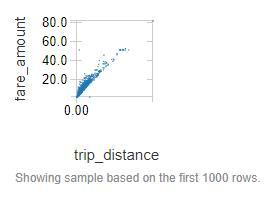 fare_amount
80.0
60.0
40.0
20.0
0.00
trip_distance
Showing sample based on the first 1000 rows.